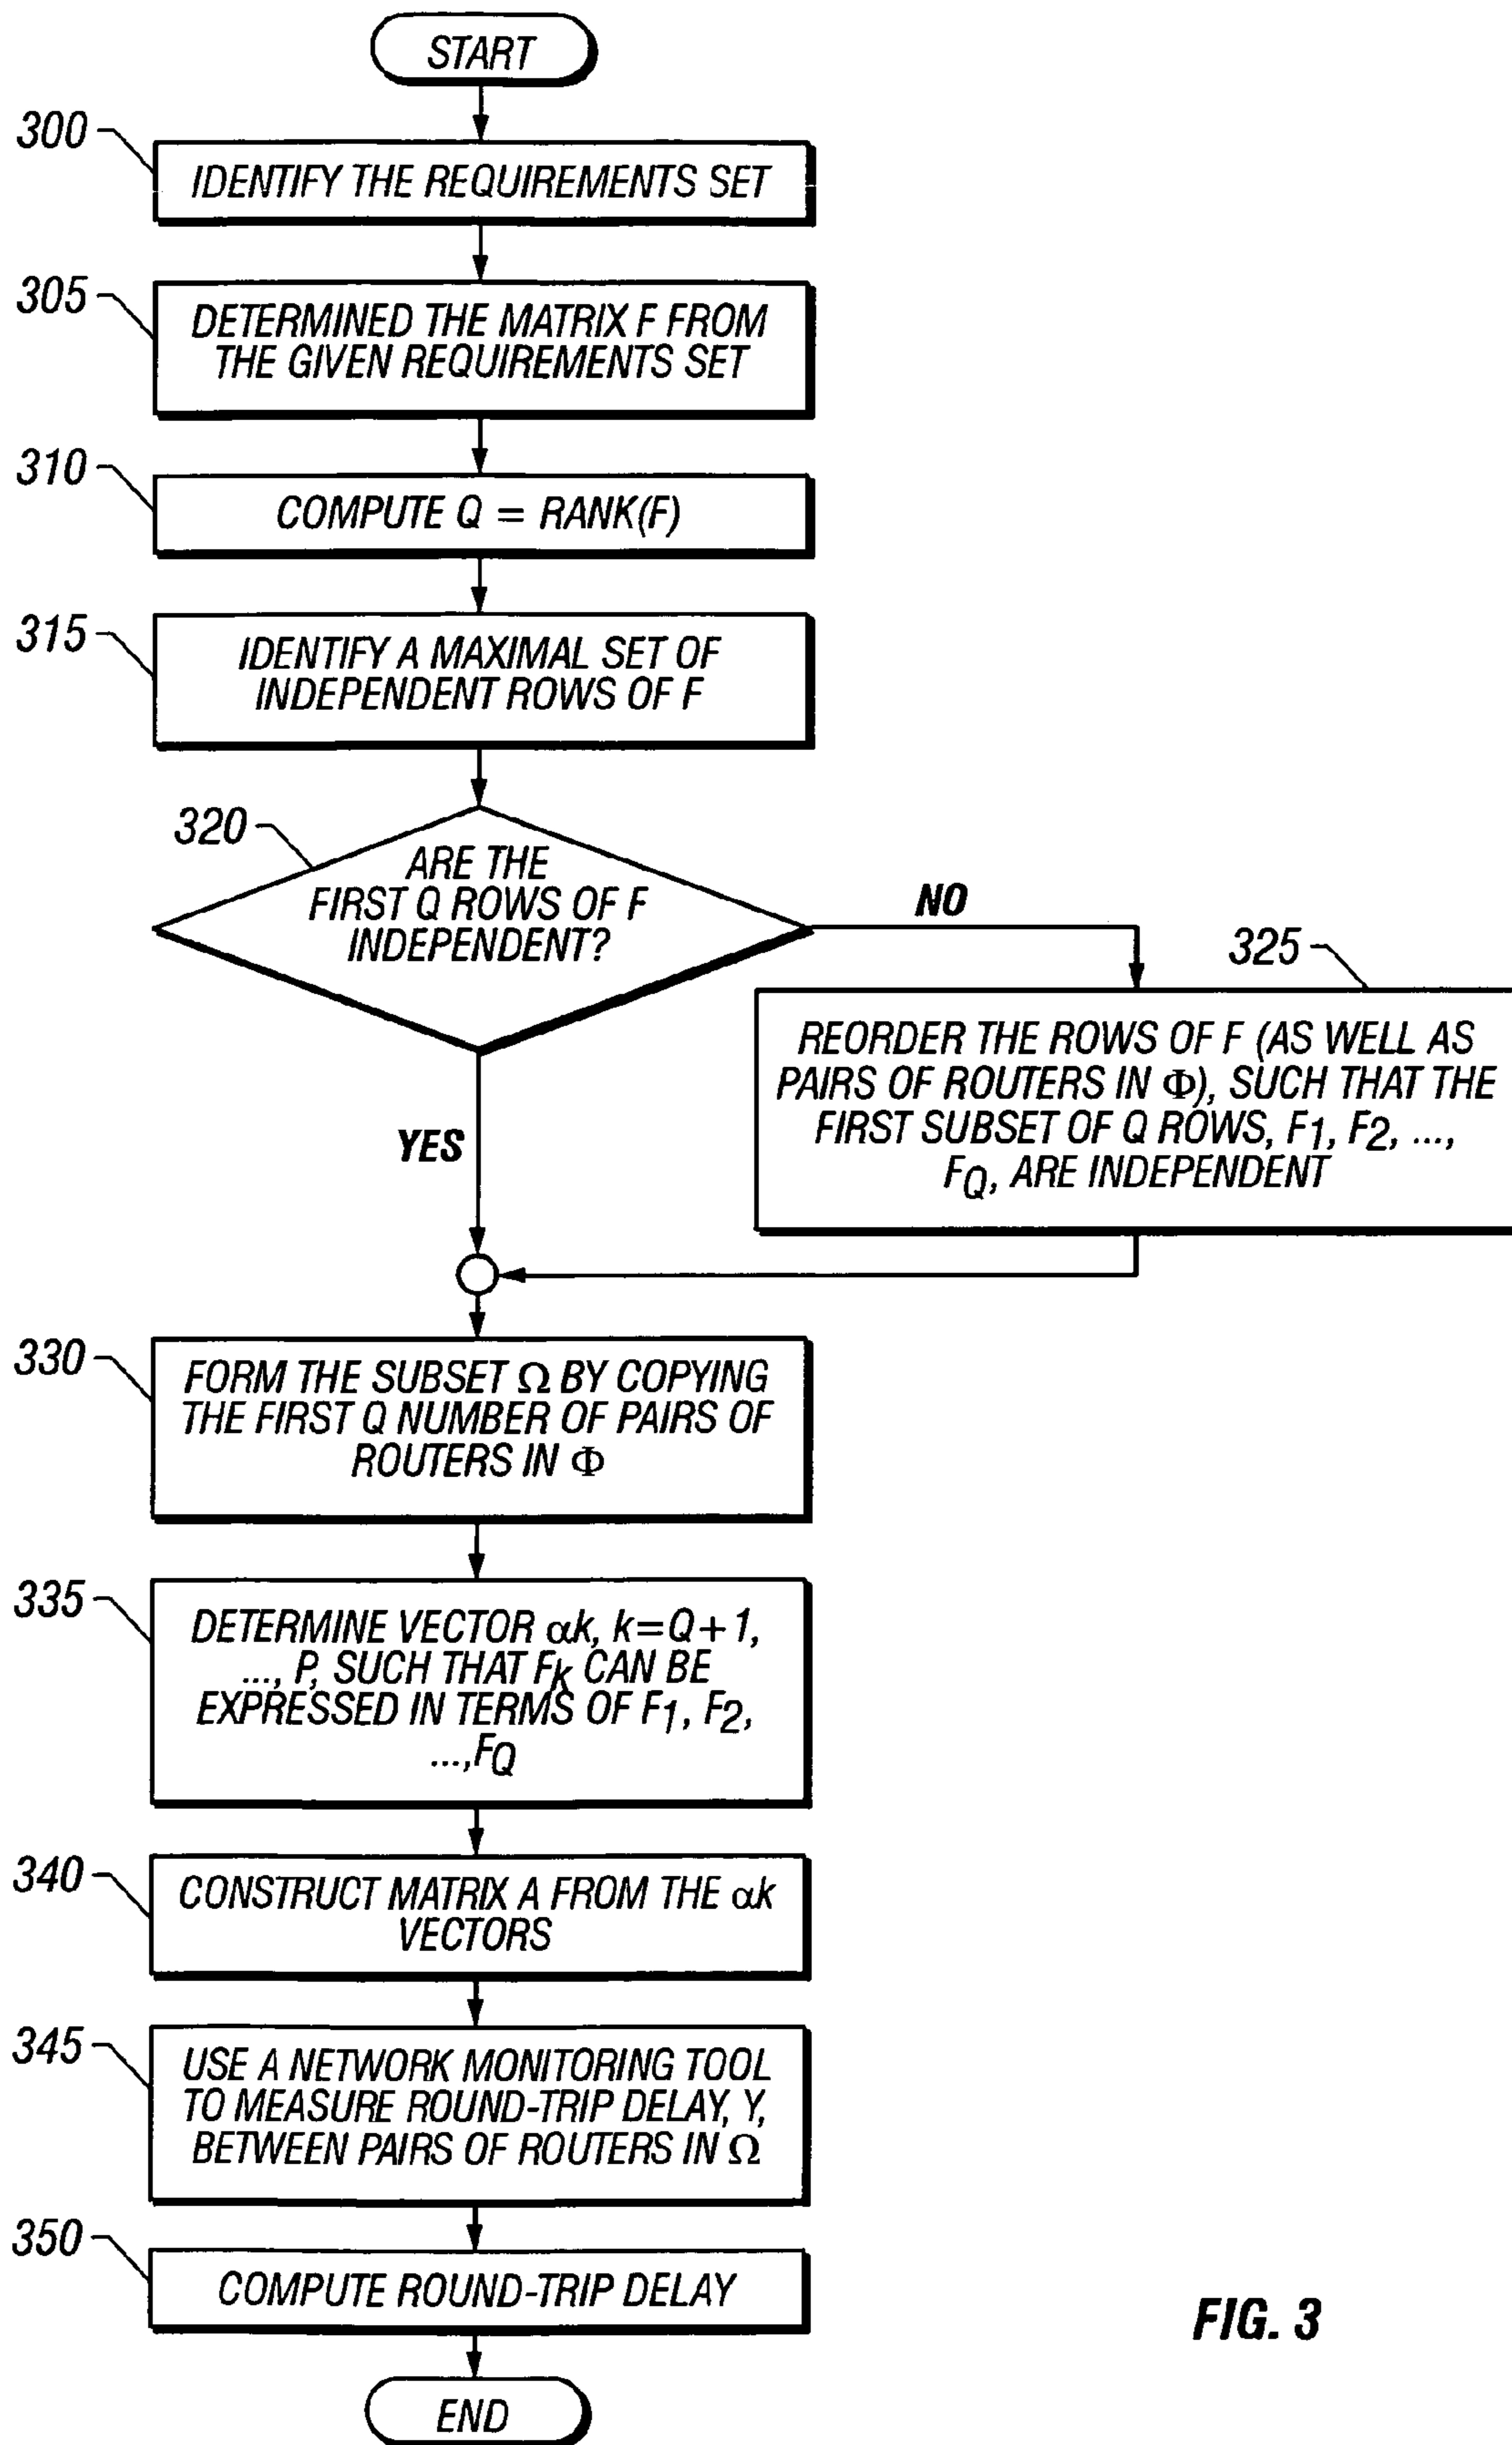 START
300
IDENTIFY THE REQUIREMENTS SET
305
DETERMINED THE MATRIX F FROM
THE GIVEN REQUIREMENTS SET
310
COMPUTE Q = RANK(F)
315
IDENTIFY A MAXIMAL SET OF
INDEPENDENT ROWS OF F
320
ARE THE
FIRST Q ROWS OF F
INDEPENDENT?
NO
325
REORDER THE ROWS OF F (AS WELL AS
PAIRS OF ROUTERS IN Φ), SUCH THAT THE
FIRST SUBSET OF Q ROWS, F1, F2, ...,
FQ, ARE INDEPENDENT
YES
330
FORM THE SUBSET Ω BY COPYING
THE FIRST Q NUMBER OF PAIRS OF
ROUTERS IN Φ
335
DETERMINE VECTOR αk, k=Q+1,
..., P, SUCH THAT Fk CAN BE
EXPRESSED IN TERMS OF F1, F2,
...,FQ
340
CONSTRUCT MATRIX A FROM THE αk
VECTORS
345
USE A NETWORK MONITORING TOOL
TO MEASURE ROUND-TRIP DELAY, Y,
BETWEEN PAIRS OF ROUTERS IN Ω
350
COMPUTE ROUND-TRIP DELAY
END
FIG. 3